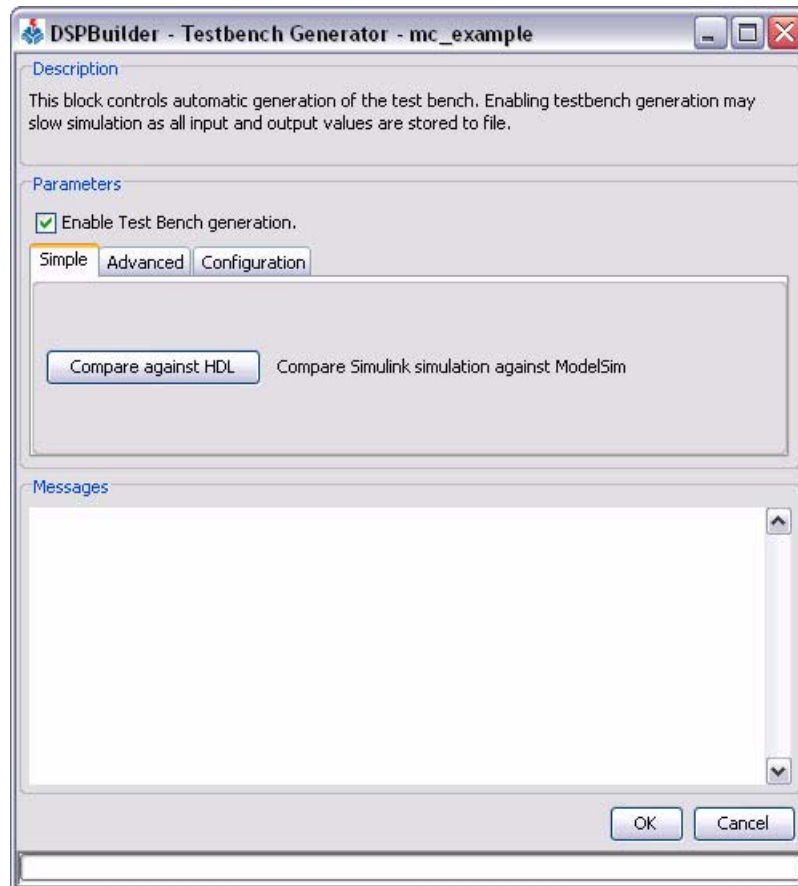 DSPBuilder - Testbench Generator - mc_example
Description
This block controls automatic generation of the test bench. Enabling testbench generation may
slow simulation as all input and output values are stored to file.
Parameters
Enable Test Bench generation.
Simple Advanced Configuration
Compare against HDL Compare Simulink simulation against ModelSim
Messages
OK Cancel